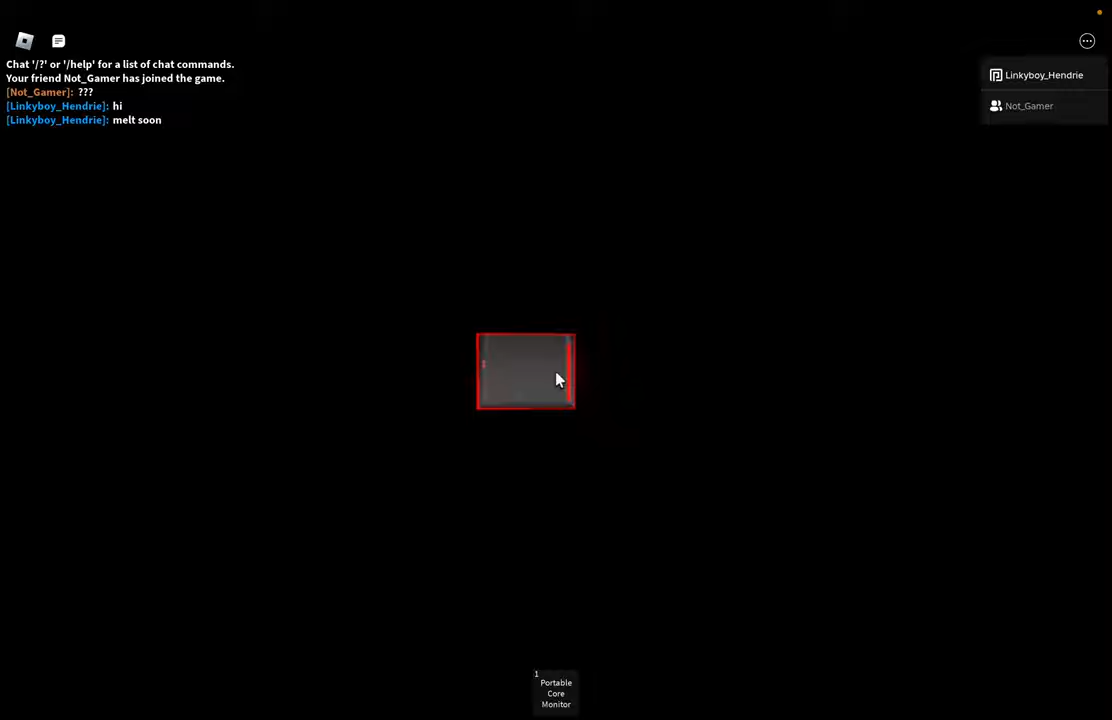 Chat '/?' or '/help' for a list of chat commands.
Your friend Not_Gamer has joined the game.
[Not_Gamer]: ???
[Linkyboy_Hendrie]: hi
[Linkyboy_Hendrie]: melt soon
Linkyboy_Hendrie
Not_Gamer
1
Portable
Core
Monitor